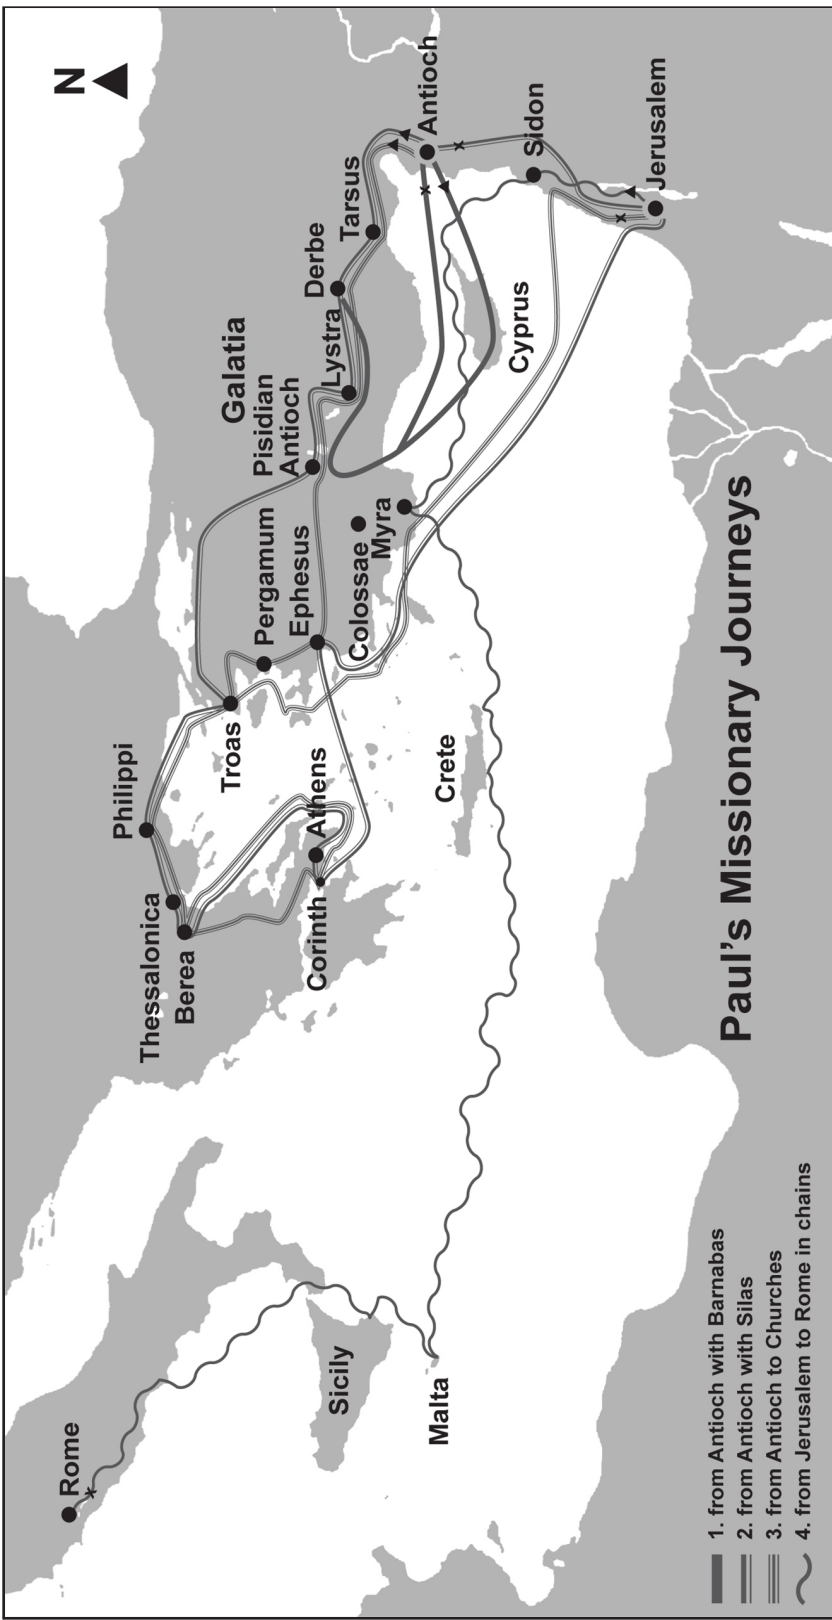 N
Rome
Sicily
Malta
Thessalonica
Berea
Philippi
Corinth
Athens
Troas
Crete
Pergamum
Ephesus
Colossae
Myra
Galatia
Pisidian
Antioch
Lystra
Derbe
Tarsus
Cyprus
Antioch
Sidon
Jerusalem
Paul's Missionary Journeys
1. from Antioch with Barnabas
2. from Antioch with Silas
3. from Antioch to Churches
4. from Jerusalem to Rome in chains